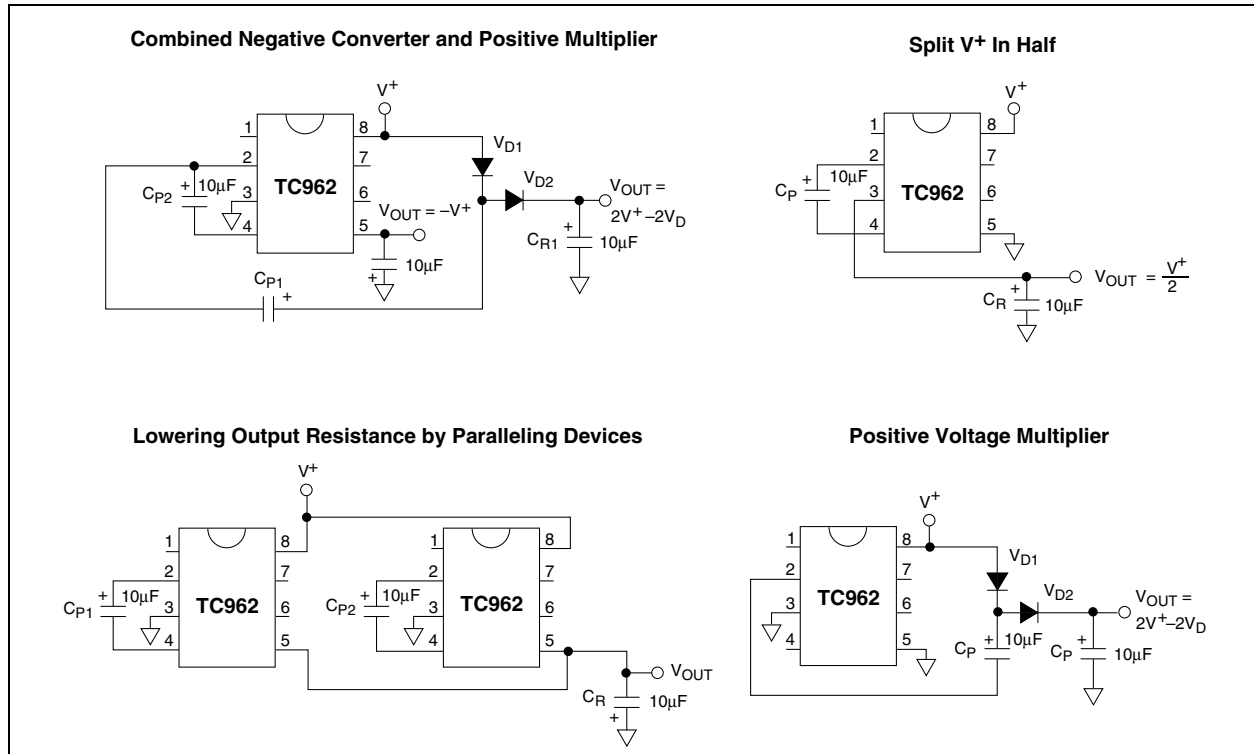 Combined Negative Converter and Positive Multiplier
V+
1
2
3
4
8
7
6
5
TC962
CP2
+
10µF
VD1
VD2
VOUT = –V+
+
10µF
VOUT =
2V+ –2VD
+
CR1
10µF
CP1
+
Split V+ In Half
V+
1
2
3
4
8
7
6
5
TC962
CP
+
10µF
VOUT = V+
2
+
CR
10µF
Lowering Output Resistance by Paralleling Devices
V+
1
2
3
4
8
7
6
5
TC962
CP1
+
10µF
1
2
3
4
8
7
6
5
TC962
CP2
+
10µF
VOUT
CR
10µF
+
Positive Voltage Multiplier
V+
1
2
3
4
8
7
6
5
TC962
VD1
VD2
VOUT =
2V+ –2VD
+
10µF
CP
+
CP
10µF